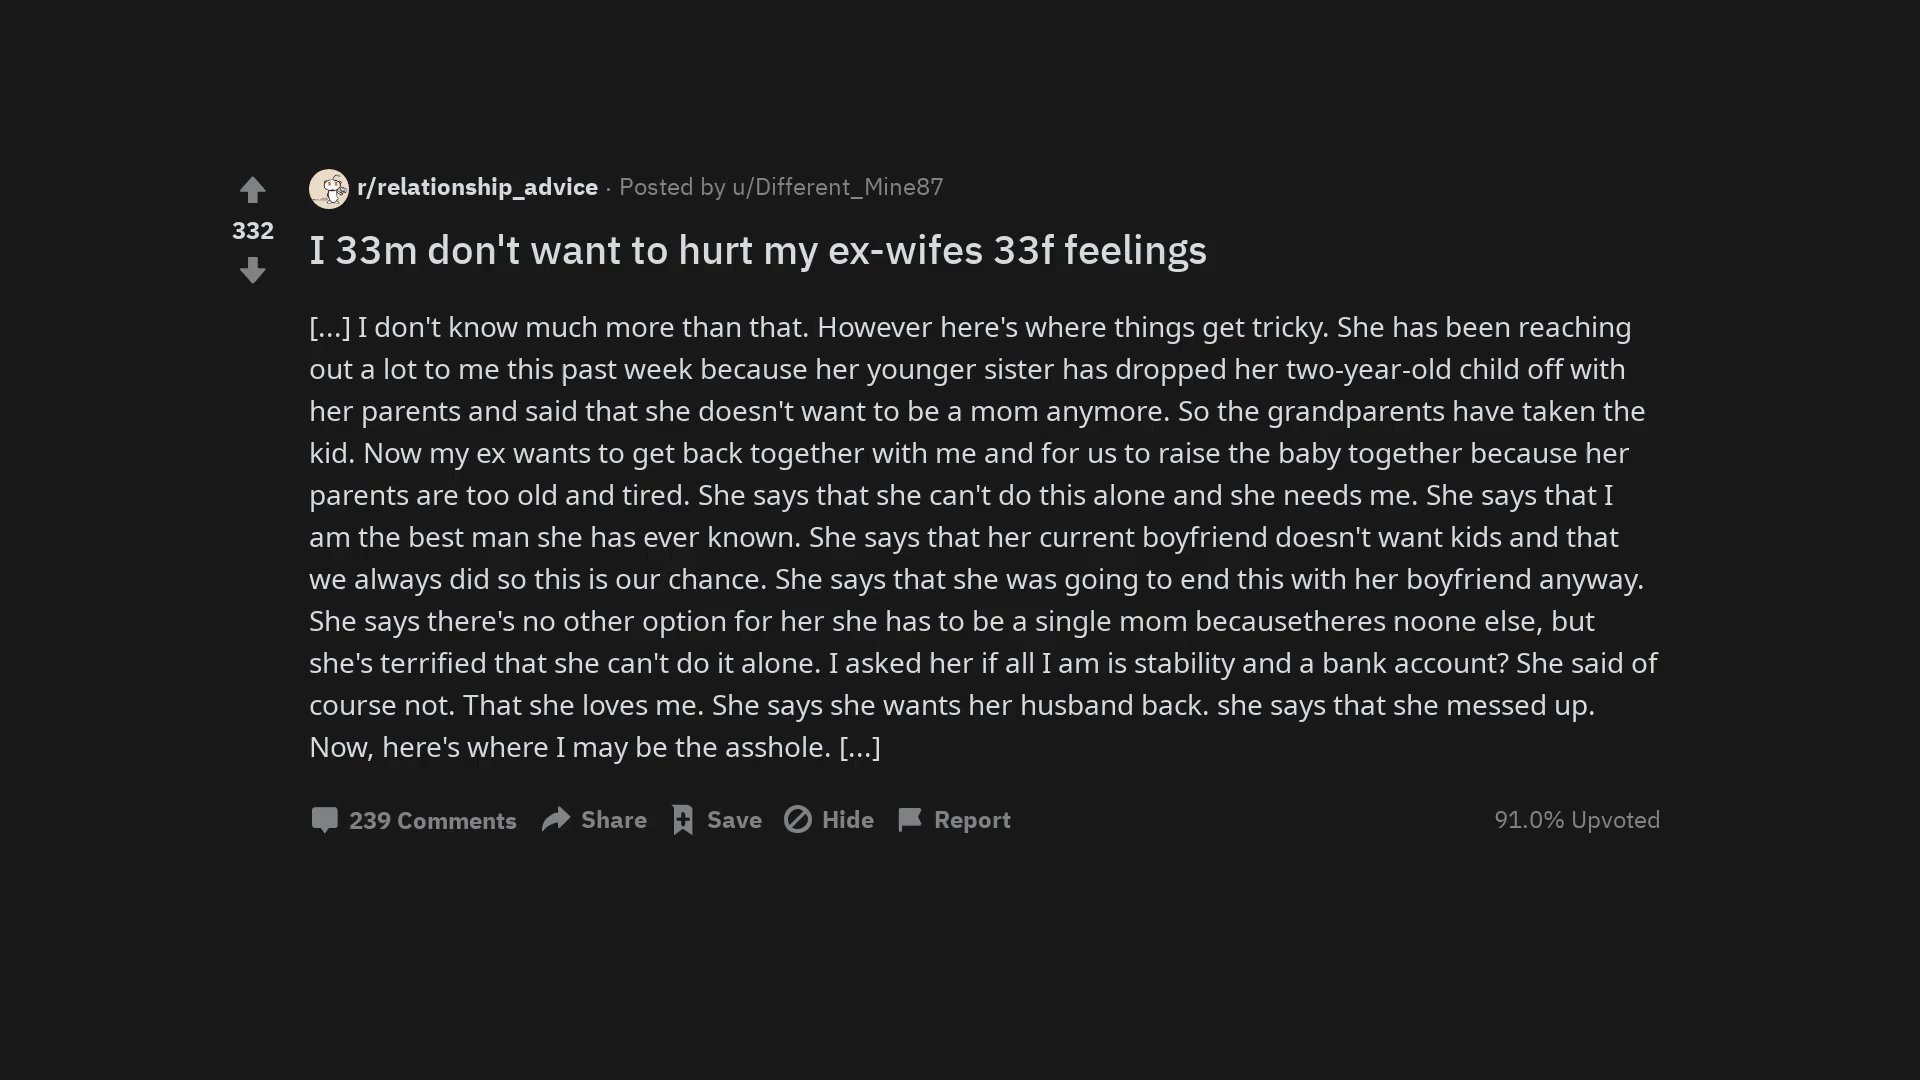 r/relationship_advice · Posted by u/Different_Mine87
332
I 33m don't want to hurt my ex-wifes 33f feelings
[...] I don't know much more than that. However here's where things get tricky. She has been reaching
out a lot to me this past week because her younger sister has dropped her two-year-old child off with
her parents and said that she doesn't want to be a mom anymore. So the grandparents have taken the
kid. Now my ex wants to get back together with me and for us to raise the baby together because her
parents are too old and tired. She says that she can't do this alone and she needs me. She says that I
am the best man she has ever known. She says that her current boyfriend doesn't want kids and that
we always did so this is our chance. She says that she was going to end this with her boyfriend anyway.
She says there's no other option for her she has to be a single mom becausetheres noone else, but
she's terrified that she can't do it alone. I asked her if all I am is stability and a bank account? She said of
course not. That she loves me. She says she wants her husband back. she says that she messed up.
Now, here's where I may be the asshole. [...]
239 Comments Share Save Hide Report 91.0% Upvoted